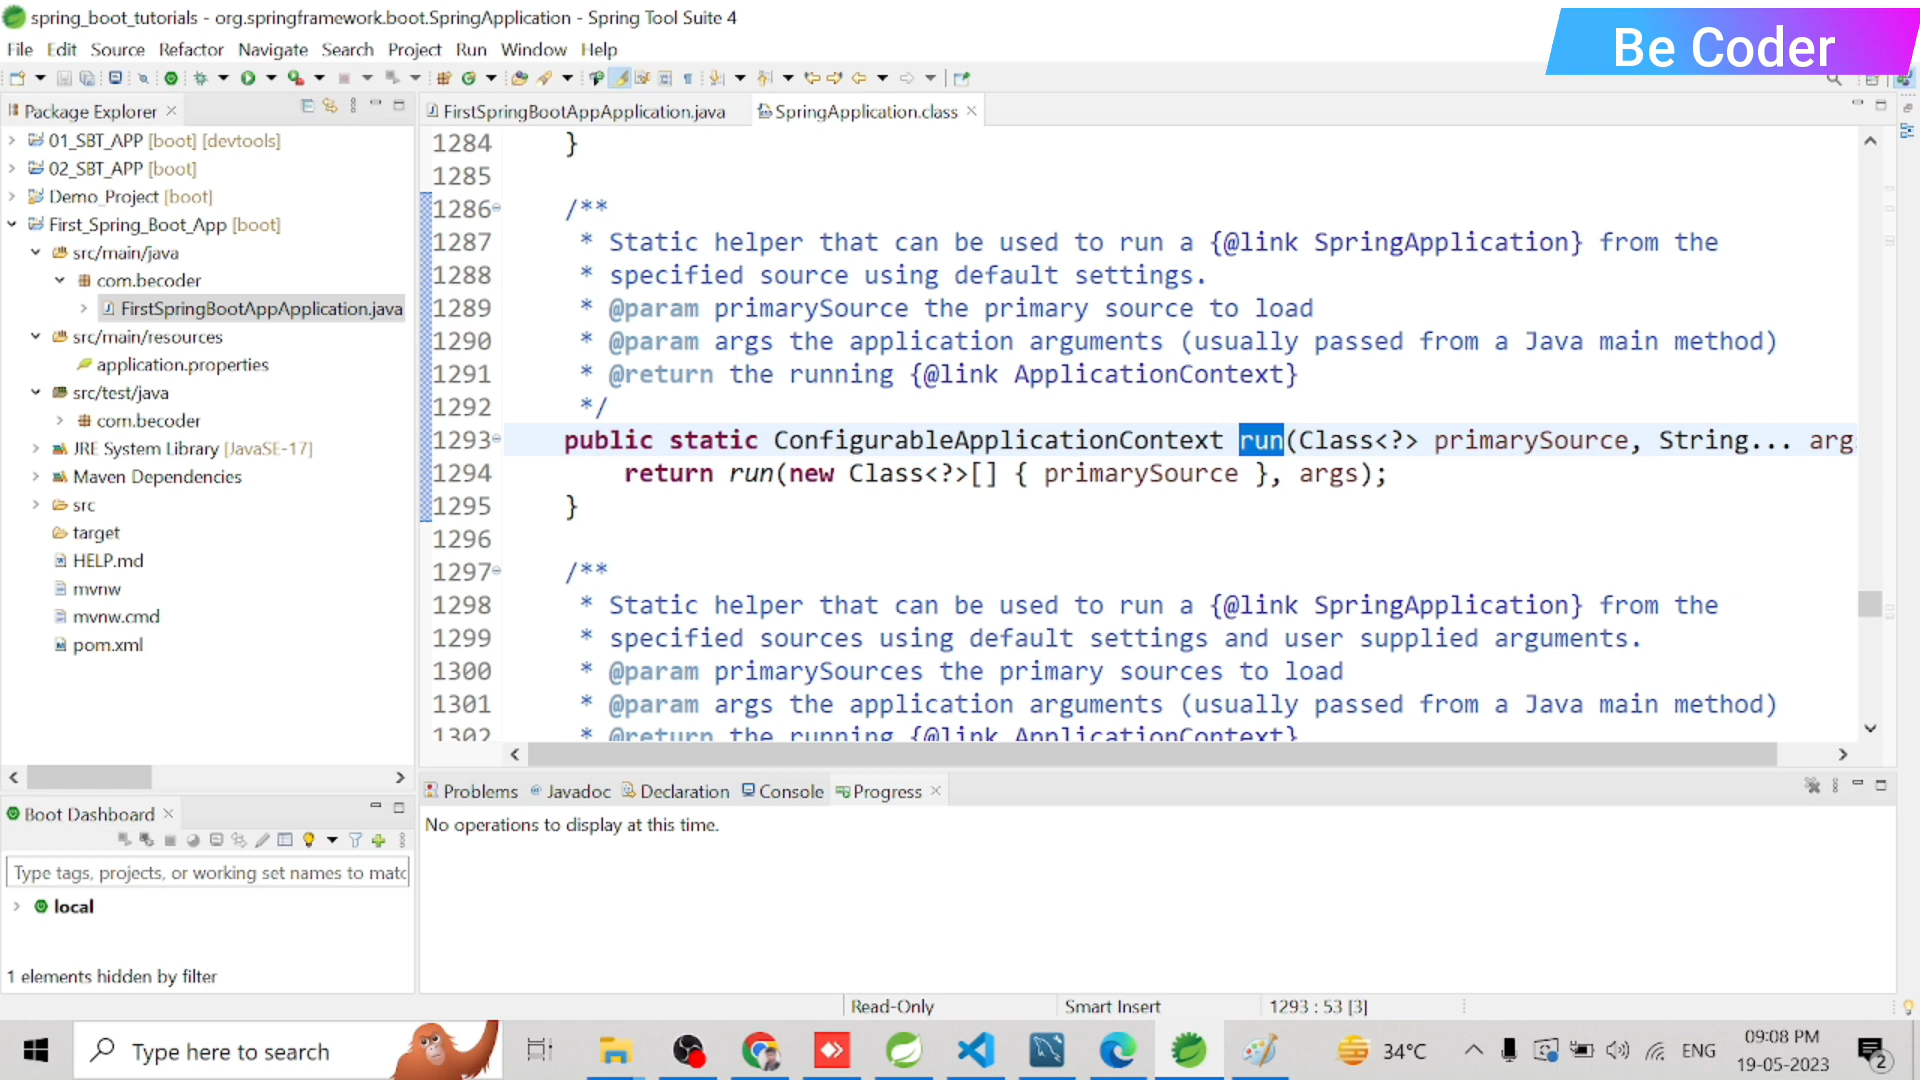 spring_boot_tutorials - org.springframework.boot.SpringApplication - Spring Tool Suite 4
Be Coder
File Edit Source Refactor Navigate Search Project Run Window Help
Package Explorer
01_SBT_APP [boot] [devtools]
02_SBT_APP [boot]
Demo_Project [boot]
First_Spring_Boot_App [boot]
src/main/java
com.becoder
FirstSpringBootAppApplication.java
src/main/resources
application.properties
src/test/java
com.becoder
JRE System Library [JavaSE-17]
Maven Dependencies
src
target
HELP.md
mvnw
mvnw.cmd
pom.xml
FirstSpringBootAppApplication.java SpringApplication.class
1284 }
1285
1286 /**
1287 * Static helper that can be used to run a {@link SpringApplication} from the
1288 * specified source using default settings.
1289 * @param primarySource the primary source to load
1290 * @param args the application arguments (usually passed from a Java main method)
1291 * @return the running {@link ApplicationContext}
1292 */
1293 public static ConfigurableApplicationContext run(Class<?> primarySource, String... arg
1294 return run(new Class<?>[] { primarySource }, args);
1295 }
1296
1297 /**
1298 * Static helper that can be used to run a {@link SpringApplication} from the
1299 * specified sources using default settings and user supplied arguments.
1300 * @param primarySources the primary sources to load
1301 * @param args the application arguments (usually passed from a Java main method)
1302 * @return the running {@link ApplicationContext}
Boot Dashboard
Type tags, projects, or working set names to matc
local
1 elements hidden by filter
Problems Javadoc Declaration Console Progress
No operations to display at this time.
Read-Only Smart Insert 1293 : 53 [3]
Type here to search
34°C
ENG
09:08 PM
19-05-2023
2